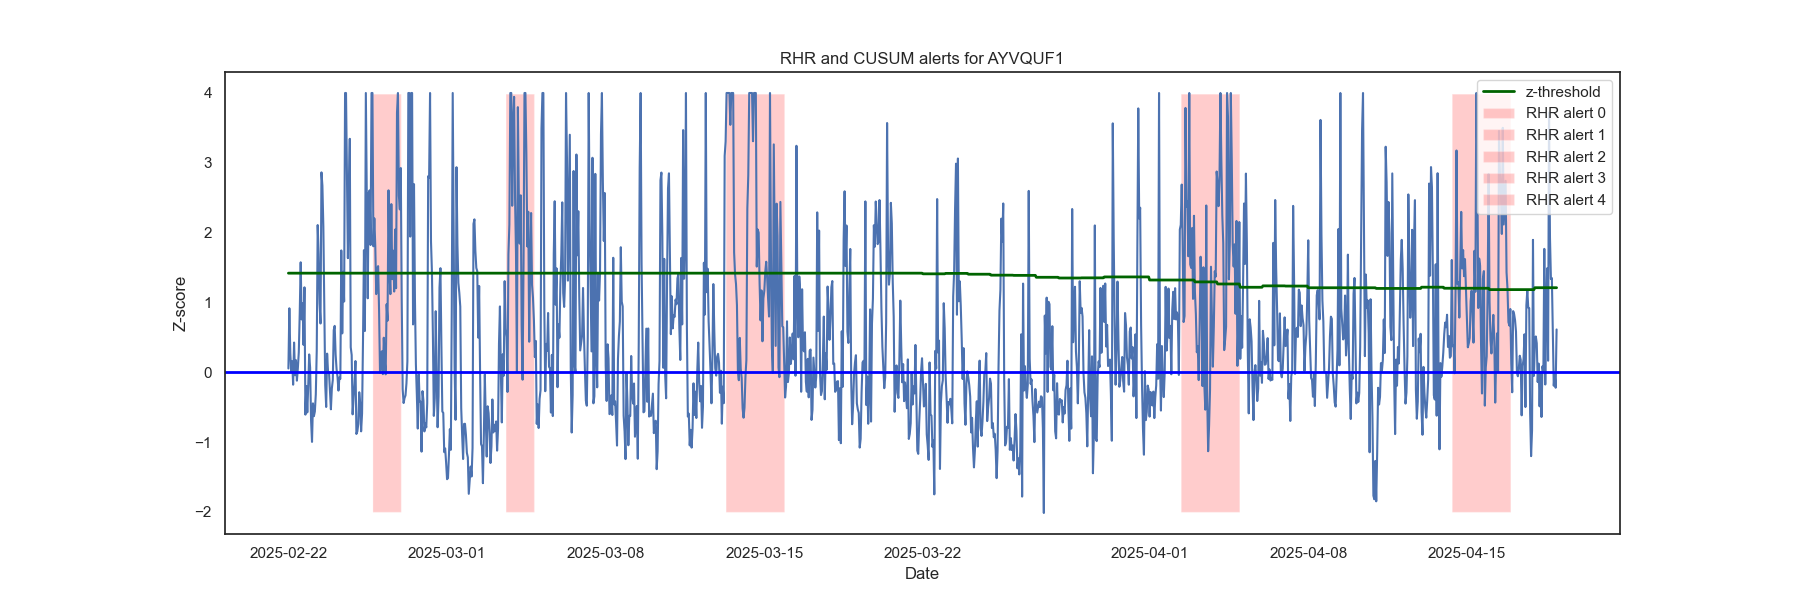 RHR and CUSUM alerts for AYVQUF1
4
3
2
1
0
−1
−2
Z-score
z-threshold
RHR alert 0
RHR alert 1
RHR alert 2
RHR alert 3
RHR alert 4
2025-02-22 2025-03-01 2025-03-08 2025-03-15 2025-03-22 2025-04-01 2025-04-08 2025-04-15
Date